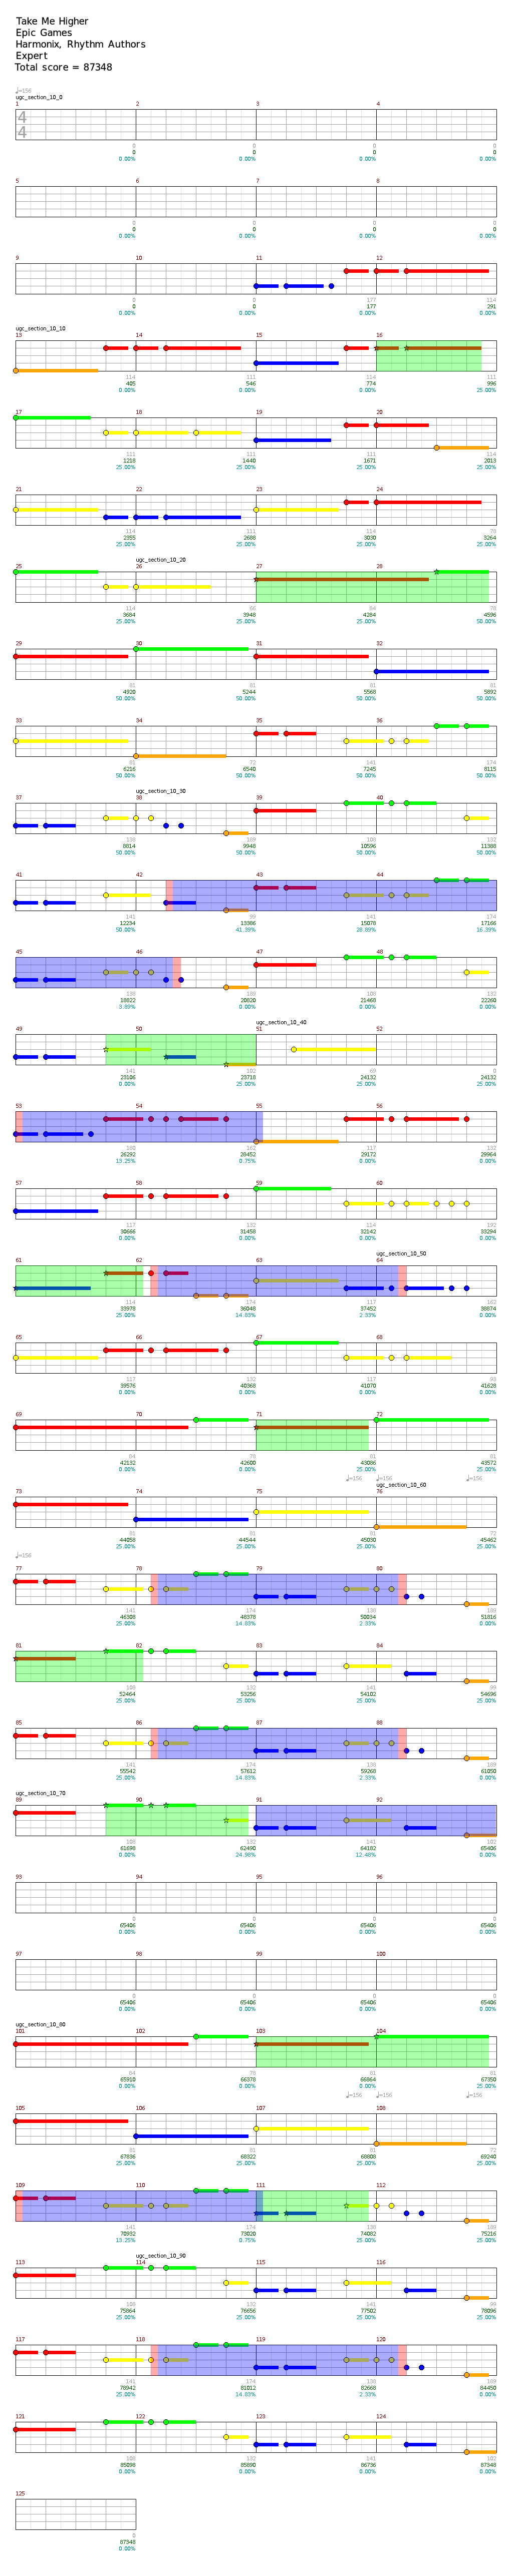 Take Me Higher
Epic Games
Harmonix, Rhythm Authors
Expert
Total score = 87348
♩=156
ugc_section_10_0
1 2 3 4
4
4
0 0 0 0
0 0 0 0
0.00% 0.00% 0.00% 0.00%
5 6 7 8
0 0 0 0
0 0 0 0
0.00% 0.00% 0.00% 0.00%
9 10 11 12
0 0 177 114
0 0 177 291
0.00% 0.00% 0.00% 0.00%
ugc_section_10_10
13 14 15 16
114 111 114 111
405 546 774 996
0.00% 0.00% 0.00% 25.00%
17 18 19 20
111 111 111 114
1218 1440 1671 2013
25.00% 25.00% 25.00% 25.00%
21 22 23 24
114 111 114 78
2355 2688 3030 3264
25.00% 25.00% 25.00% 25.00%
ugc_section_10_20
25 26 27 28
114 66 84 78
3684 3948 4284 4596
25.00% 25.00% 25.00% 50.00%
29 30 31 32
81 81 81 81
4920 5244 5568 5892
50.00% 50.00% 50.00% 50.00%
33 34 35 36
81 72 141 174
6216 6540 7245 8115
50.00% 50.00% 50.00% 50.00%
ugc_section_10_30
37 38 39 40
138 189 108 132
8814 9948 10596 11388
50.00% 50.00% 50.00% 50.00%
41 42 43 44
141 99 141 174
12234 13386 15078 17166
50.00% 41.39% 28.89% 16.39%
45 46 47 48
138 189 108 132
18822 20820 21468 22260
3.89% 0.00% 0.00% 0.00%
ugc_section_10_40
49 50 51 52
141 102 69 0
23106 23718 24132 24132
0.00% 25.00% 25.00% 25.00%
53 54 55 56
180 162 117 132
26292 28452 29172 29964
13.25% 0.75% 0.00% 0.00%
57 58 59 60
117 132 114 192
30666 31458 32142 33294
0.00% 0.00% 0.00% 0.00%
ugc_section_10_50
61 62 63 64
114 174 117 162
33978 36048 37452 38874
25.00% 14.83% 2.33% 0.00%
65 66 67 68
117 132 117 93
39576 40368 41070 41628
0.00% 0.00% 0.00% 0.00%
69 70 71 72
84 78 81 81
42132 42600 43086 43572
0.00% 0.00% 25.00% 25.00%
♩=156 ♩=156 ♩=156
ugc_section_10_60
73 74 75 76
81 81 81 72
44058 44544 45030 45462
25.00% 25.00% 25.00% 25.00%
♩=156
77 78 79 80
141 174 138 189
46308 48378 50034 51816
25.00% 14.83% 2.33% 0.00%
81 82 83 84
108 132 141 99
52464 53256 54102 54696
25.00% 25.00% 25.00% 25.00%
85 86 87 88
141 174 138 189
55542 57612 59268 61050
25.00% 14.83% 2.33% 0.00%
ugc_section_10_70
89 90 91 92
108 132 141 102
61698 62490 64182 65406
0.00% 24.98% 12.48% 0.00%
93 94 95 96
0 0 0 0
65406 65406 65406 65406
0.00% 0.00% 0.00% 0.00%
97 98 99 100
0 0 0 0
65406 65406 65406 65406
0.00% 0.00% 0.00% 0.00%
ugc_section_10_80
101 102 103 104
84 78 81 81
65910 66378 66864 67350
0.00% 0.00% 0.00% 25.00%
♩=156 ♩=156 ♩=156
105 106 107 108
81 81 81 72
67836 68322 68808 69240
25.00% 25.00% 25.00% 25.00%
109 110 111 112
141 174 138 189
70932 73020 74082 75216
13.25% 0.75% 25.00% 25.00%
ugc_section_10_90
113 114 115 116
108 132 141 99
75864 76656 77502 78096
25.00% 25.00% 25.00% 25.00%
117 118 119 120
141 174 138 189
78942 81012 82668 84450
25.00% 14.83% 2.33% 0.00%
121 122 123 124
108 132 141 102
85098 85890 86736 87348
0.00% 0.00% 0.00% 0.00%
125
0
87348
0.00%